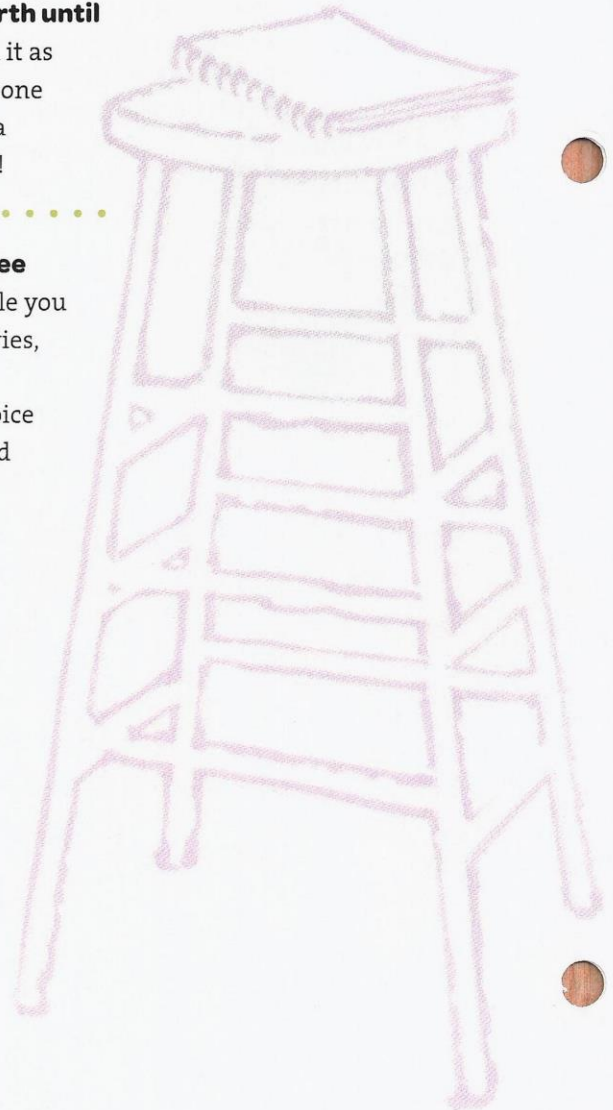 rth until
it as
one
a
!
ee
le you
ries,
oice
d